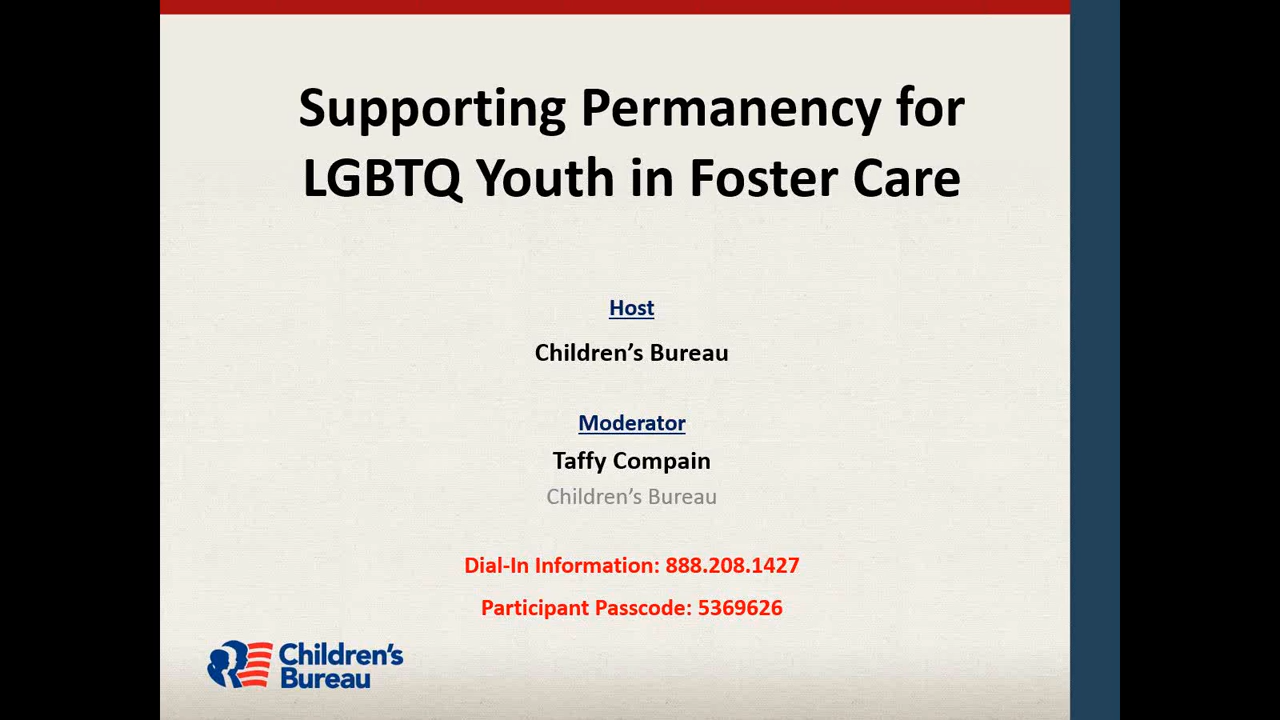 Supporting Permanency for
LGBTQ Youth in Foster Care
Host
Children’s Bureau
Moderator
Taffy Compain
Children’s Bureau
Dial-In Information: 888.208.1427
Participant Passcode: 5369626
Children's
Bureau